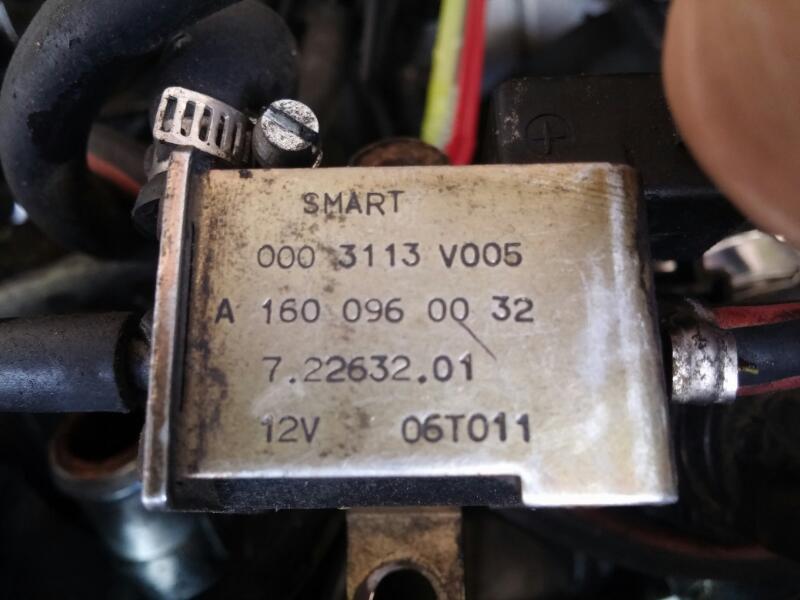 SMART
000 3113 V005
A 160 096 00 32
7.22632.01
12V 06T011